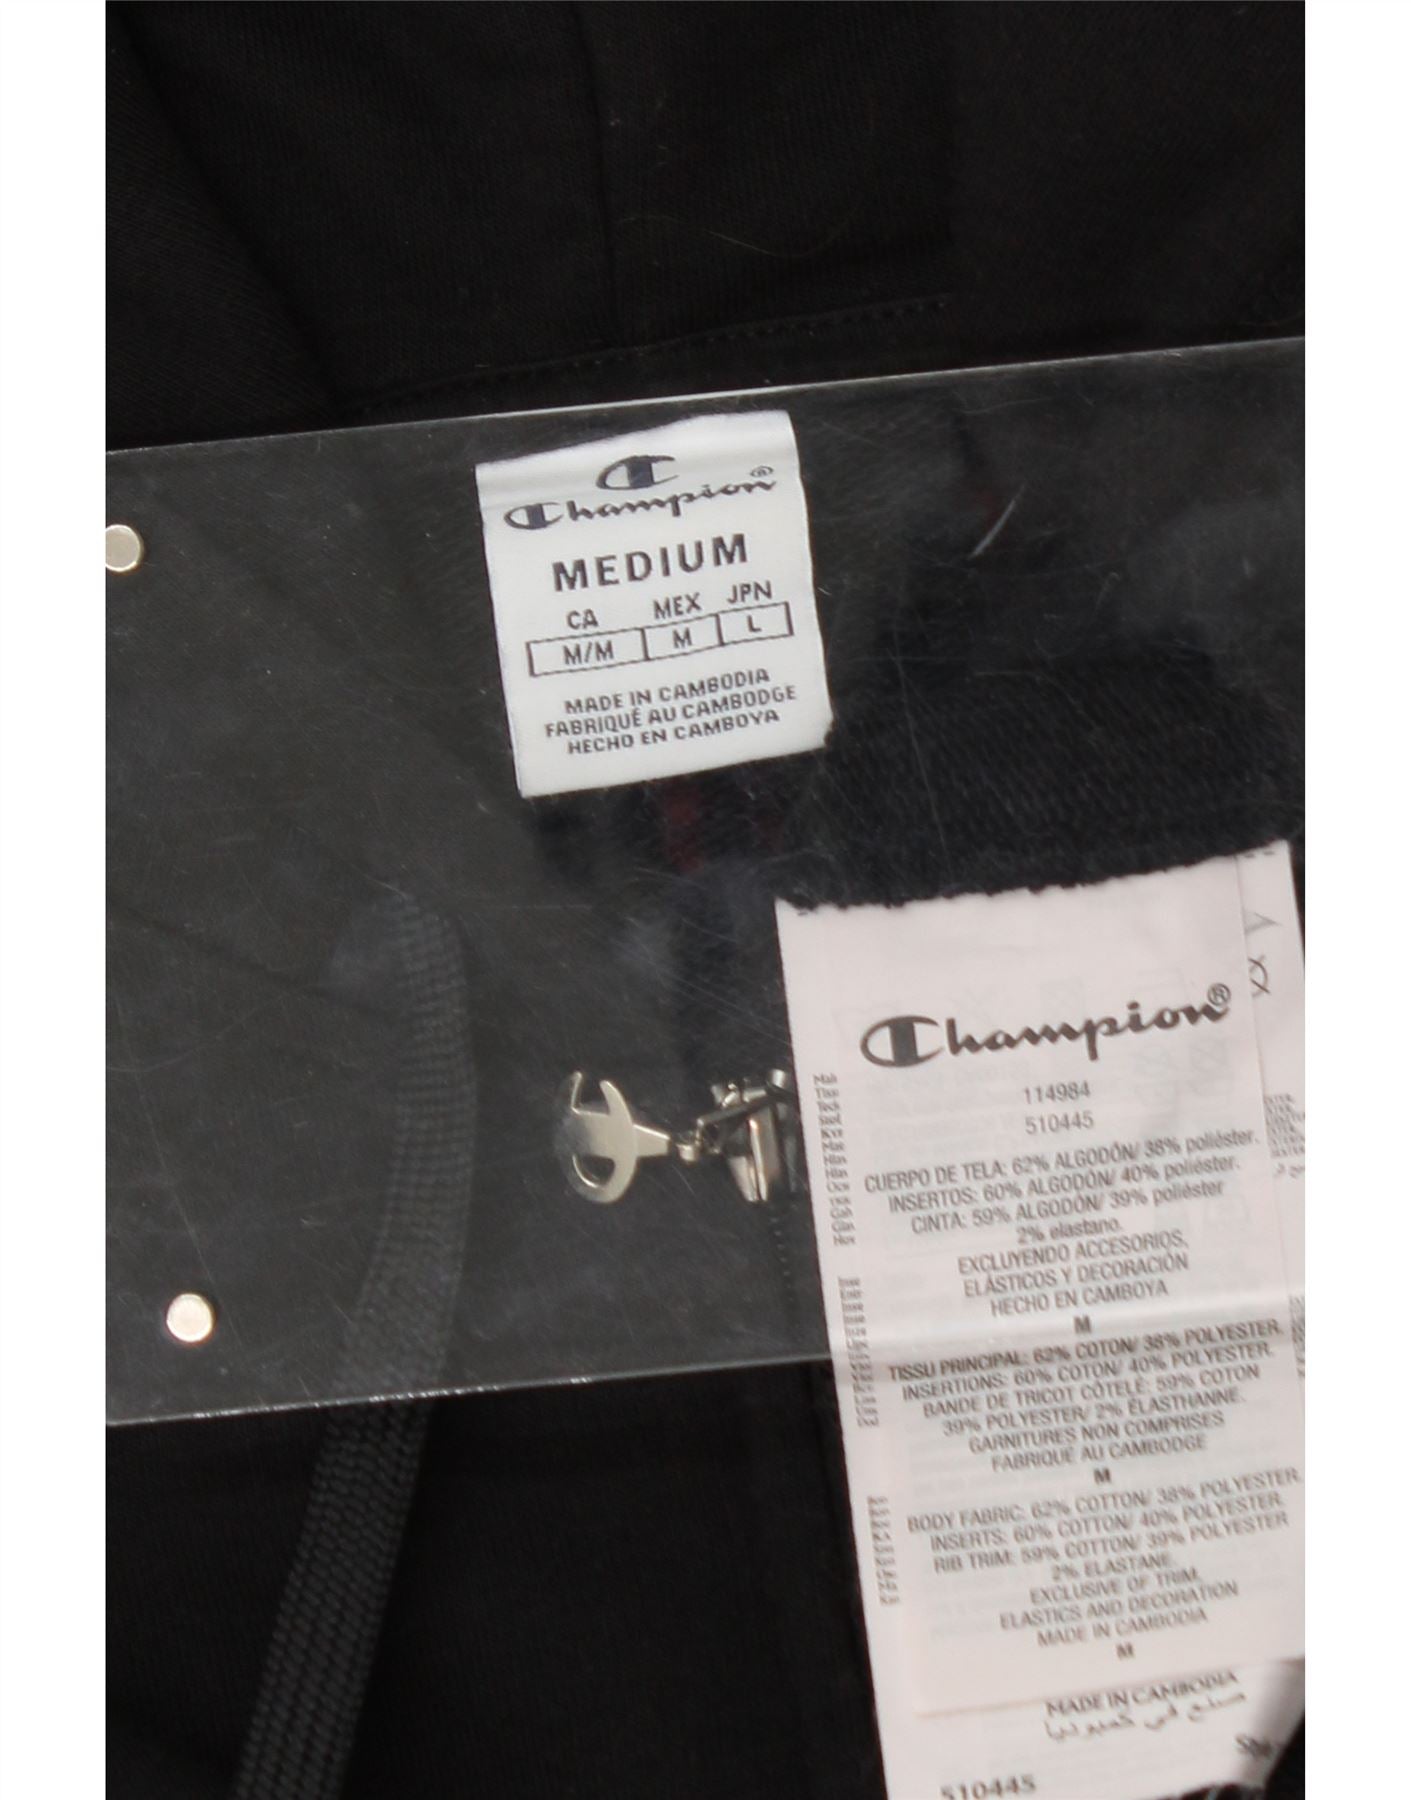 Champion®
MEDIUM
CA MEX JPN
M/M M L
MADE IN CAMBODIA
FABRIQUÉ AU CAMBODGE
HECHO EN CAMBOYA
Champion®
114984
510445
CUERPO DE TELA: 62% ALGODÓN/ 38% poliéster.
INSERTOS: 60% ALGODÓN/ 40% poliéster.
CINTA: 59% ALGODÓN/ 39% poliéster
2% elastano.
EXCLUYENDO ACCESORIOS,
ELÁSTICOS Y DECORACIÓN
HECHO EN CAMBOYA
M
TISSU PRINCIPAL: 62% COTON/ 38% POLYESTER.
INSERTIONS: 60% COTON/ 40% POLYESTER.
BANDE DE TRICOT CÔTELÉ: 59% COTON
39% POLYESTER/ 2% ÉLASTHANNE.
GARNITURES NON COMPRISES
FABRIQUÉ AU CAMBODGE
M
BODY FABRIC: 62% COTTON/ 38% POLYESTER.
INSERTS: 60% COTTON/ 40% POLYESTER.
RIB TRIM: 59% COTTON/ 39% POLYESTER
2% ELASTANE.
EXCLUSIVE OF TRIM,
ELASTICS AND DECORATION
MADE IN CAMBODIA
M
MADE IN CAMBODIA
صنع في كمبوديا
510445